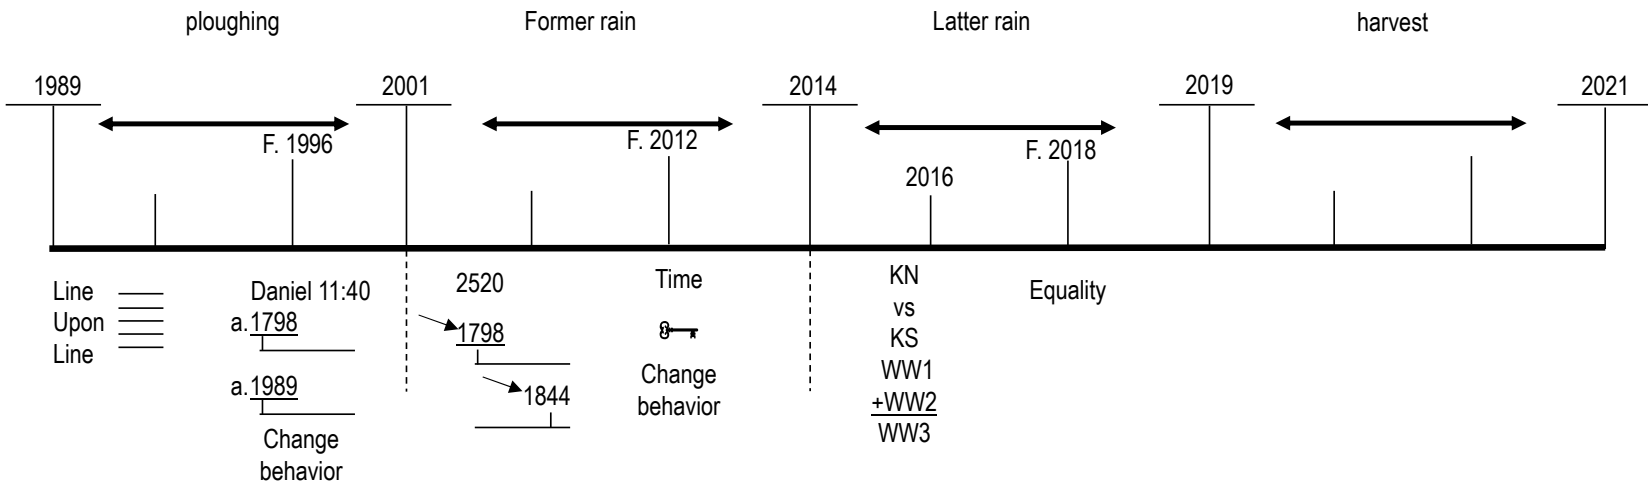 ploughing
Former rain
Latter rain
harvest
1989
2001
2014
2019
2021
F. 1996
F. 2012
F. 2018
2016
Line
Upon
Line
Daniel 11:40
a.1798
a.1989
Change
behavior
2520
1798
1844
Time
Change
behavior
KN
vs
KS
WW1
+WW2
WW3
Equality